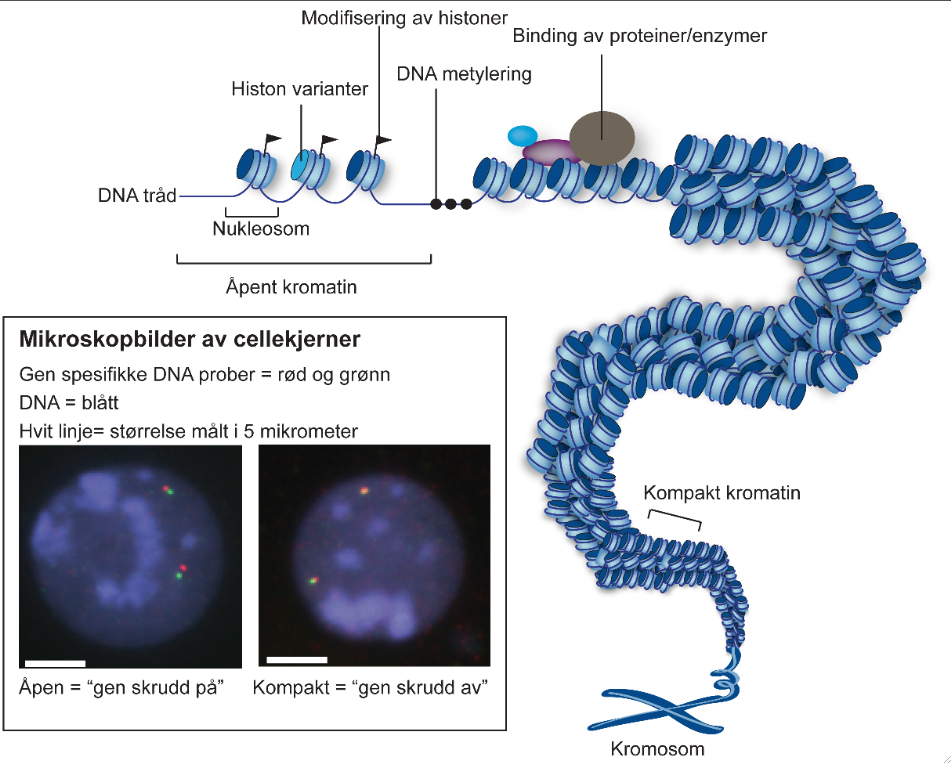 Modifisering av histoner
Binding av proteiner/enzymer
DNA metylering
Histon varianter
DNA tråd
Nukleosom
Åpent kromatin
Mikroskopbilder av cellekjerner
Gen spesifikke DNA prober = rød og grønn
DNA = blått
Hvit linje= størrelse målt i 5 mikrometer
Kompakt kromatin
Åpen = “gen skrudd på”
Kompakt = “gen skrudd av”
Kromosom